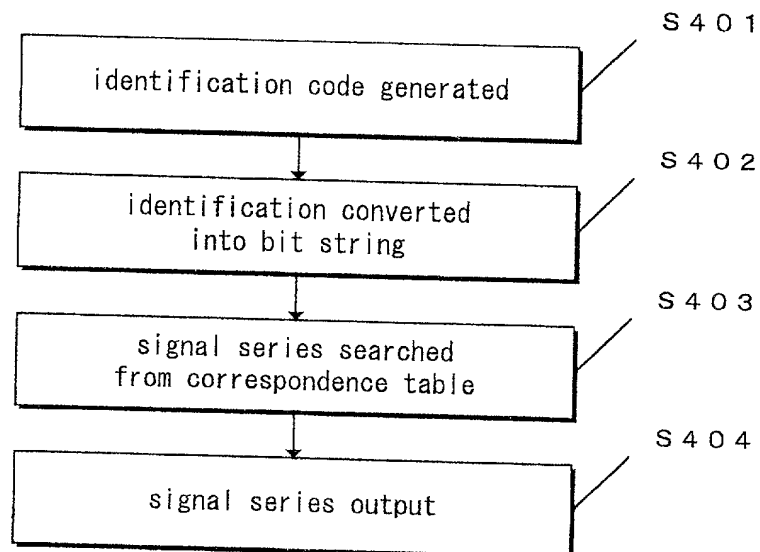 S401
identification code generated
S402
identification converted
into bit string
S403
signal series searched
from correspondence table
S404
signal series output